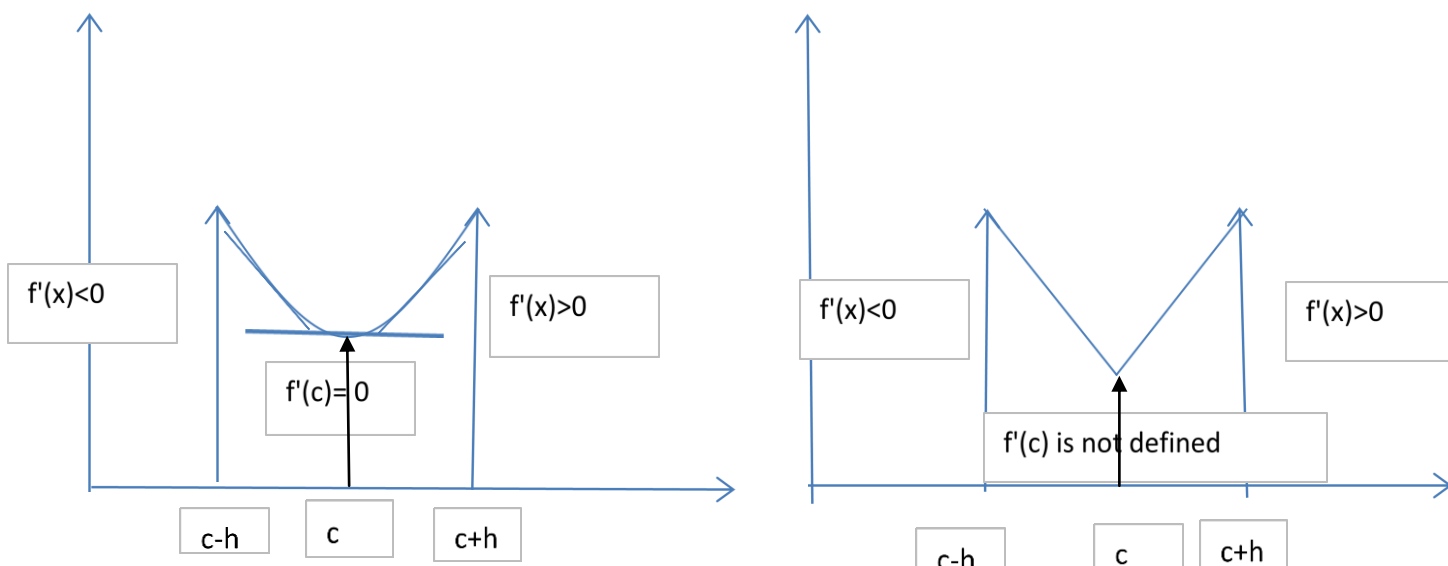 f'(x)<0
f'(x)>0
f'(c)= 0
c-h
c
c+h
f'(x)<0
f'(x)>0
f'(c) is not defined
c-h
c
c+h